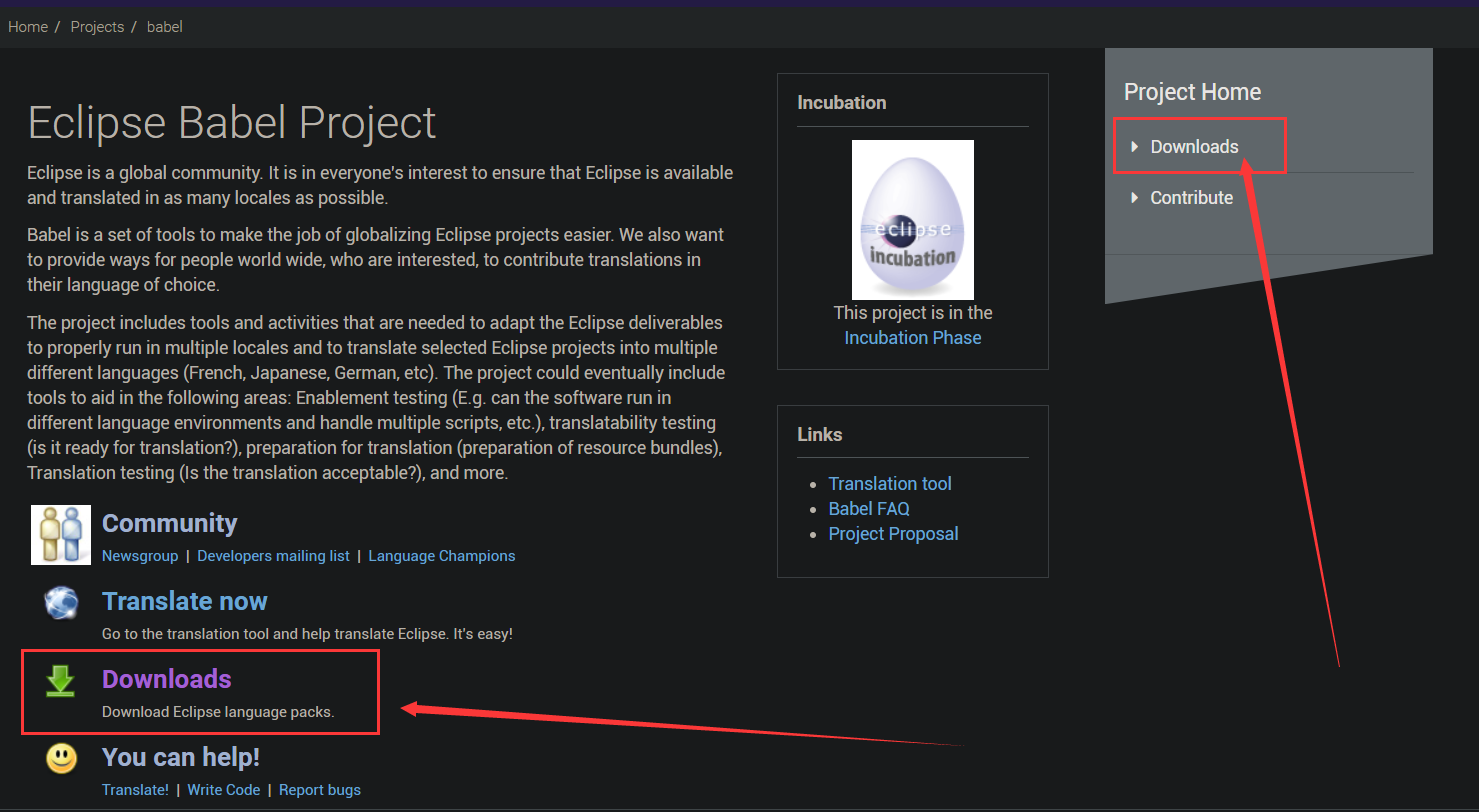 Home / Projects / babel
Eclipse Babel Project
Eclipse is a global community. It is in everyone's interest to ensure that Eclipse is available
and translated in as many locales as possible.
Babel is a set of tools to make the job of globalizing Eclipse projects easier. We also want
to provide ways for people world wide, who are interested, to contribute translations in
their language of choice.
The project includes tools and activities that are needed to adapt the Eclipse deliverables
to properly run in multiple locales and to translate selected Eclipse projects into multiple
different languages (French, Japanese, German, etc). The project could eventually include
tools to aid in the following areas: Enablement testing (E.g. can the software run in
different language environments and handle multiple scripts, etc.), translatability testing
(is it ready for translation?), preparation for translation (preparation of resource bundles),
Translation testing (Is the translation acceptable?), and more.
Community
Newsgroup | Developers mailing list | Language Champions
Translate now
Go to the translation tool and help translate Eclipse. It's easy!
Downloads
Download Eclipse language packs.
You can help!
Translate! | Write Code | Report bugs
Incubation
eclipse
incubation
This project is in the
Incubation Phase
Links
Translation tool
Babel FAQ
Project Proposal
Project Home
Downloads
Contribute